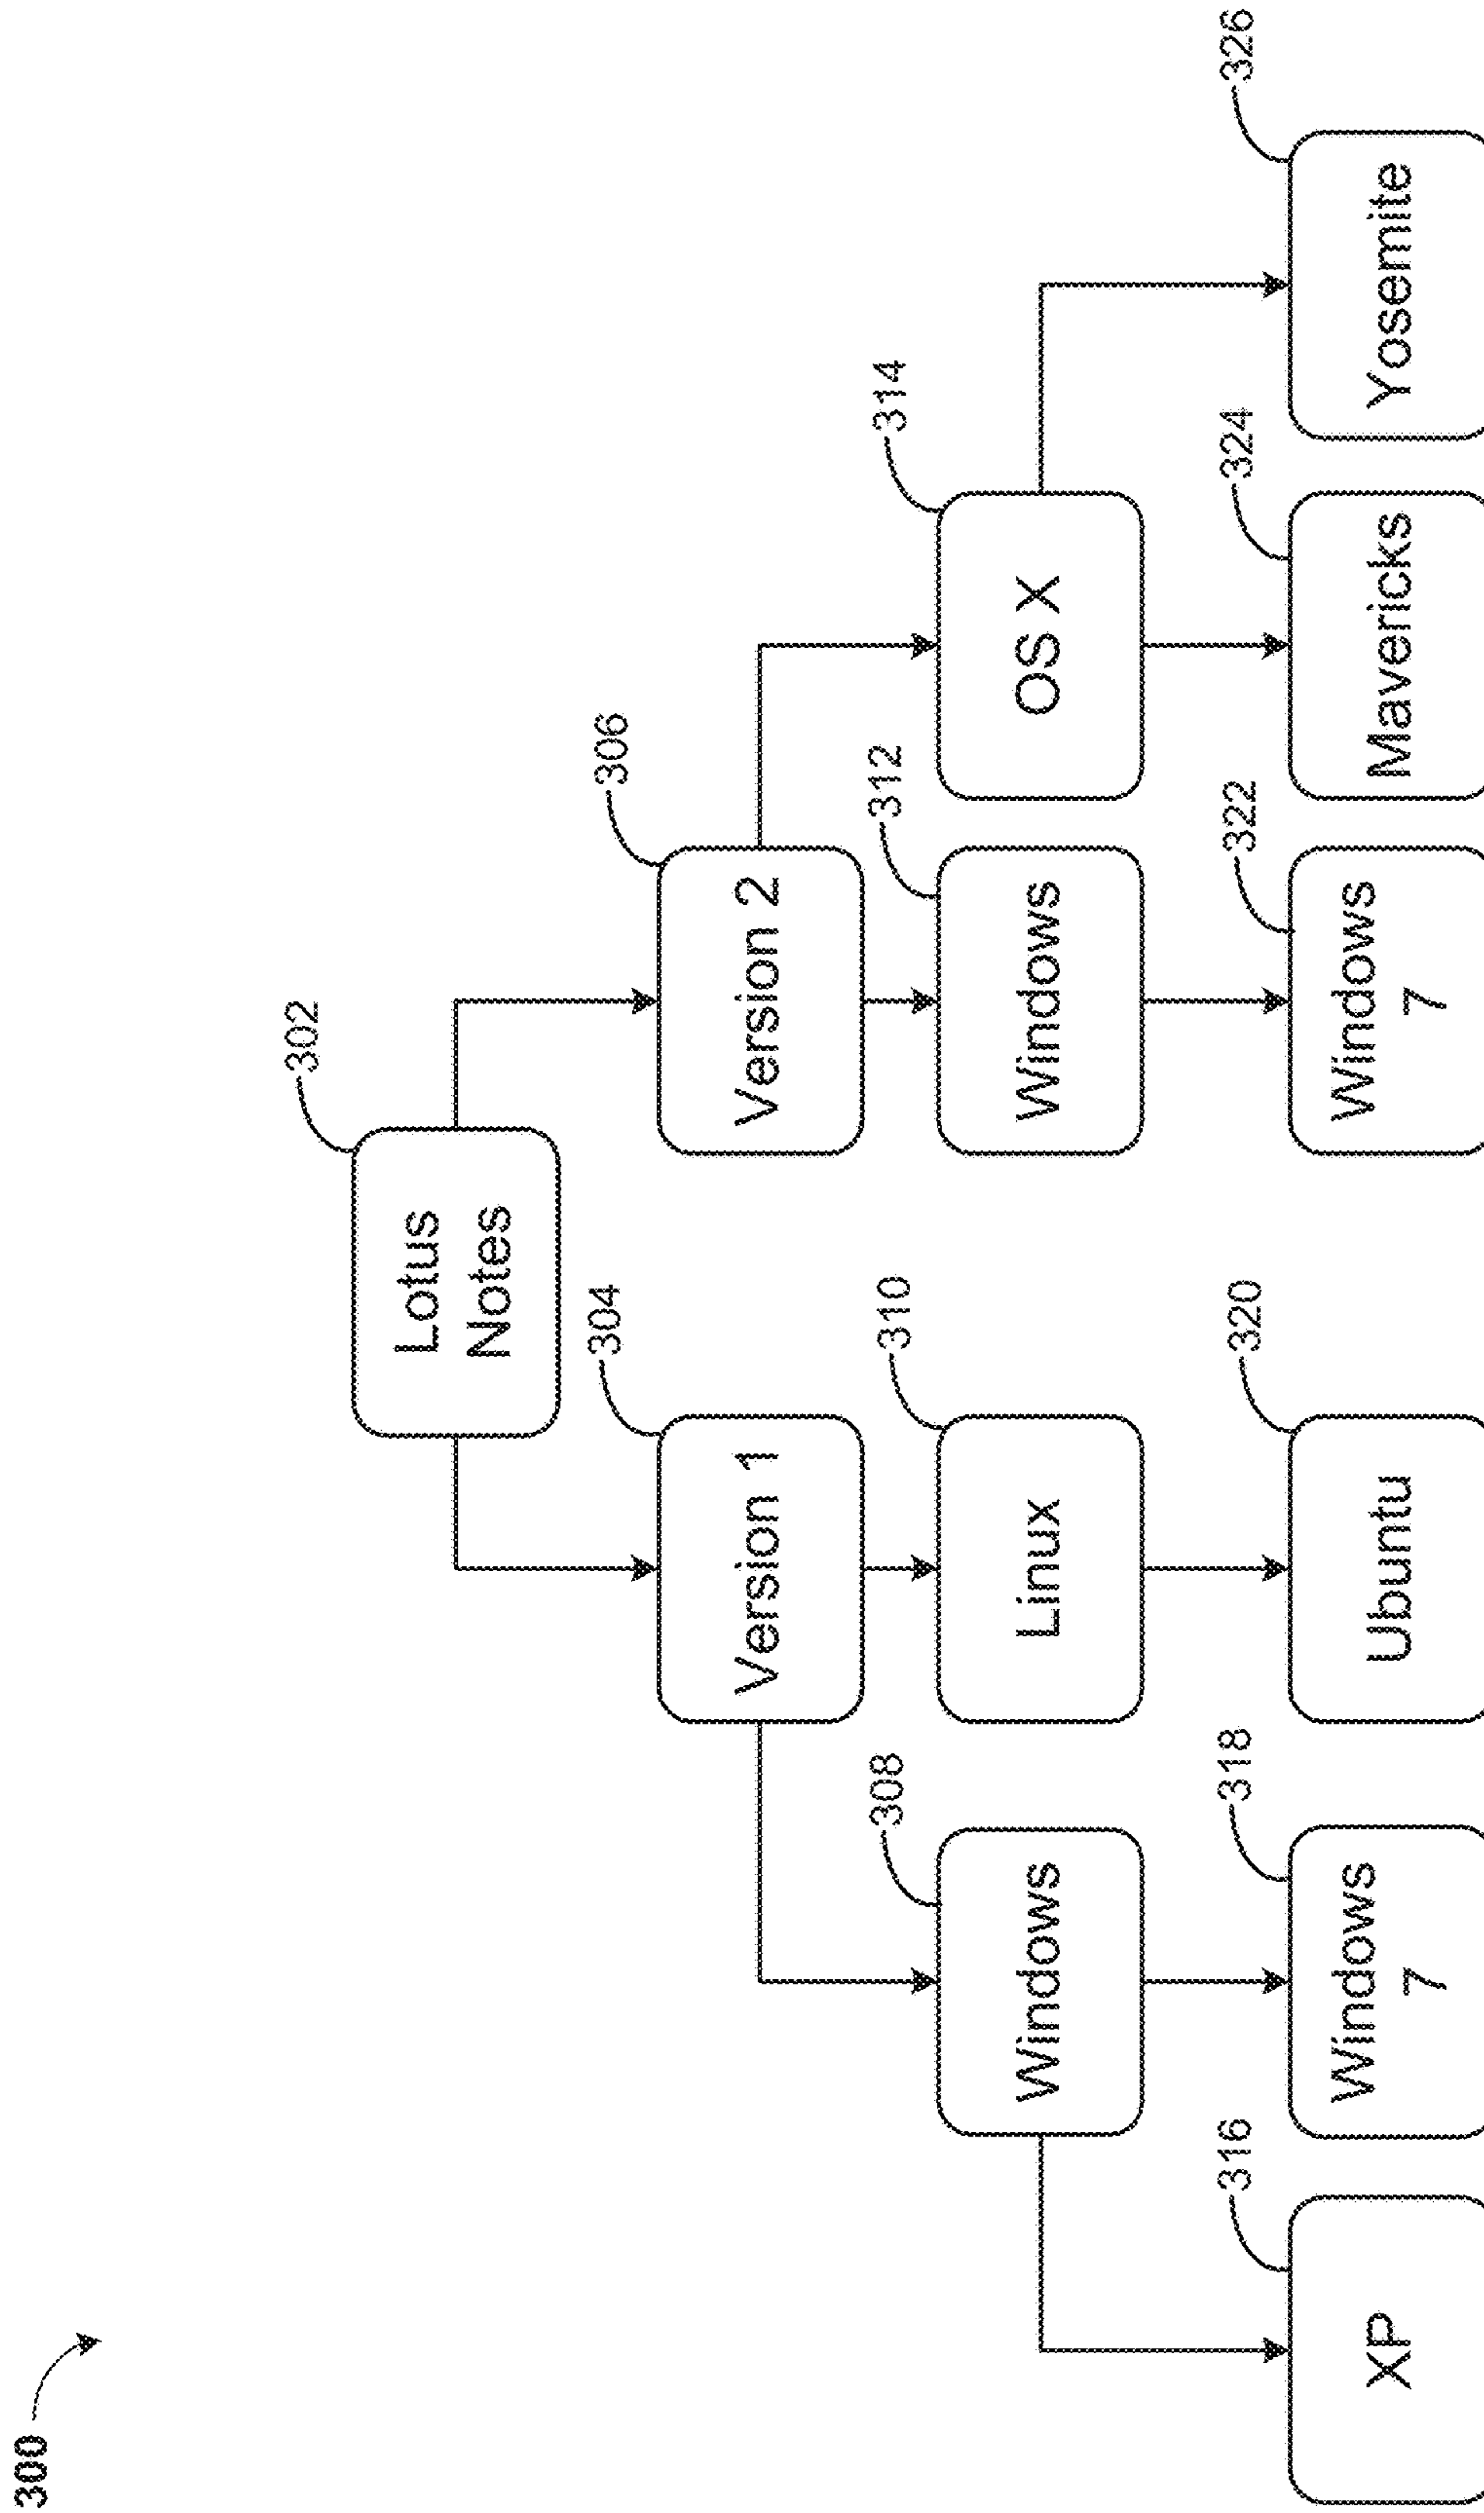 300
302
Lotus
Notes
304
306
Version 1
Version 2
308
310
312
314
Windows
Linux
Windows
OS X
316
318
320
322
324
326
XP
Windows
7
Ubuntu
Windows
7
Mavericks
Yosemite